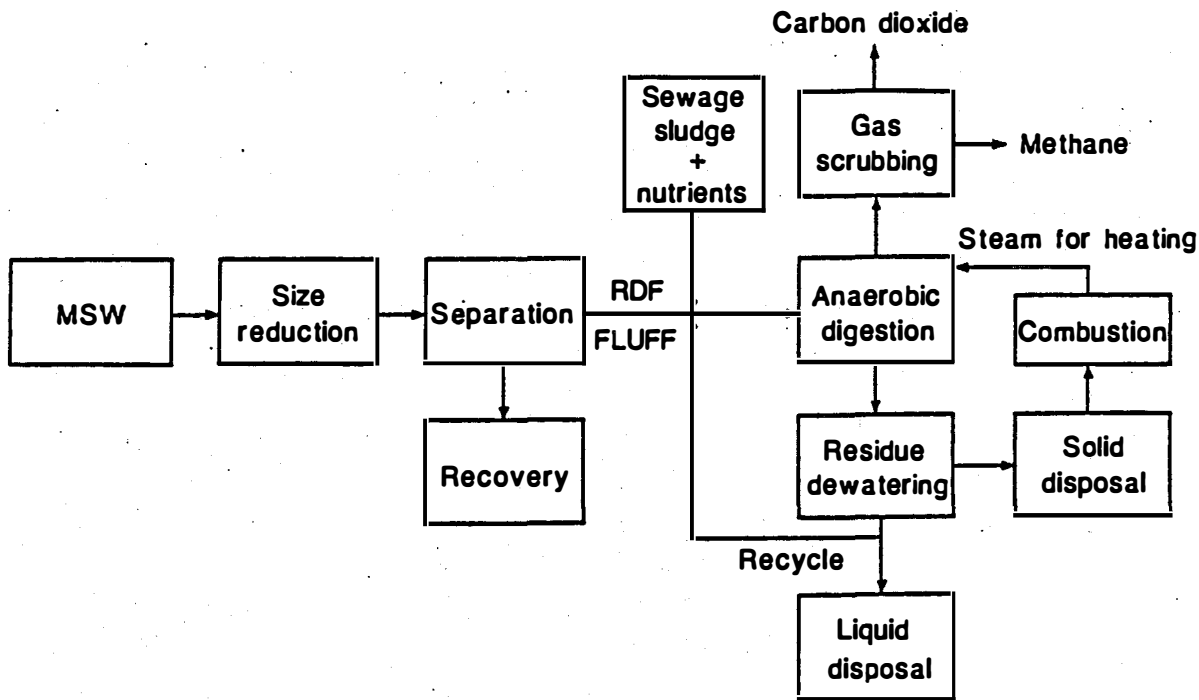 Carbon dioxide
Sewage
sludge
+
nutrients
Gas
scrubbing
Methane
Steam for heating
MSW
Size
reduction
Separation
RDF
FLUFF
Anaerobic
digestion
Combustion
Recovery
Residue
dewatering
Solid
disposal
Recycle
Liquid
disposal